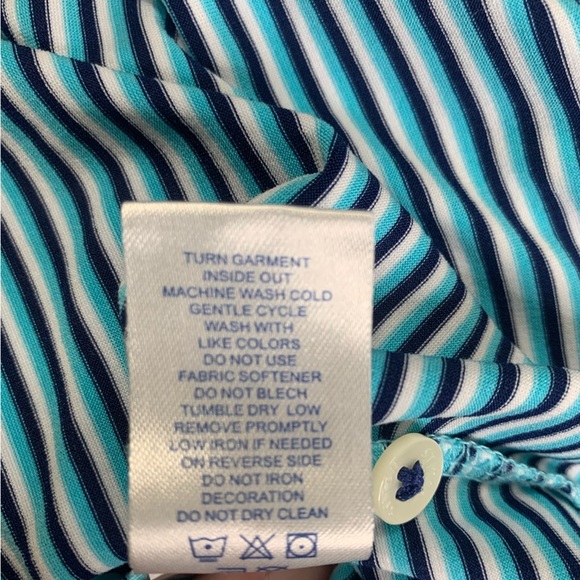 TURN GARMENT
INSIDE OUT
MACHINE WASH COLD
GENTLE CYCLE
WASH WITH
LIKE COLORS
DO NOT USE
FABRIC SOFTENER
DO NOT BLECH
TUMBLE DRY LOW
REMOVE PROMPTLY
LOW IRON IF NEEDED
ON REVERSE SIDE
DO NOT IRON
DECORATION
DO NOT DRY CLEAN